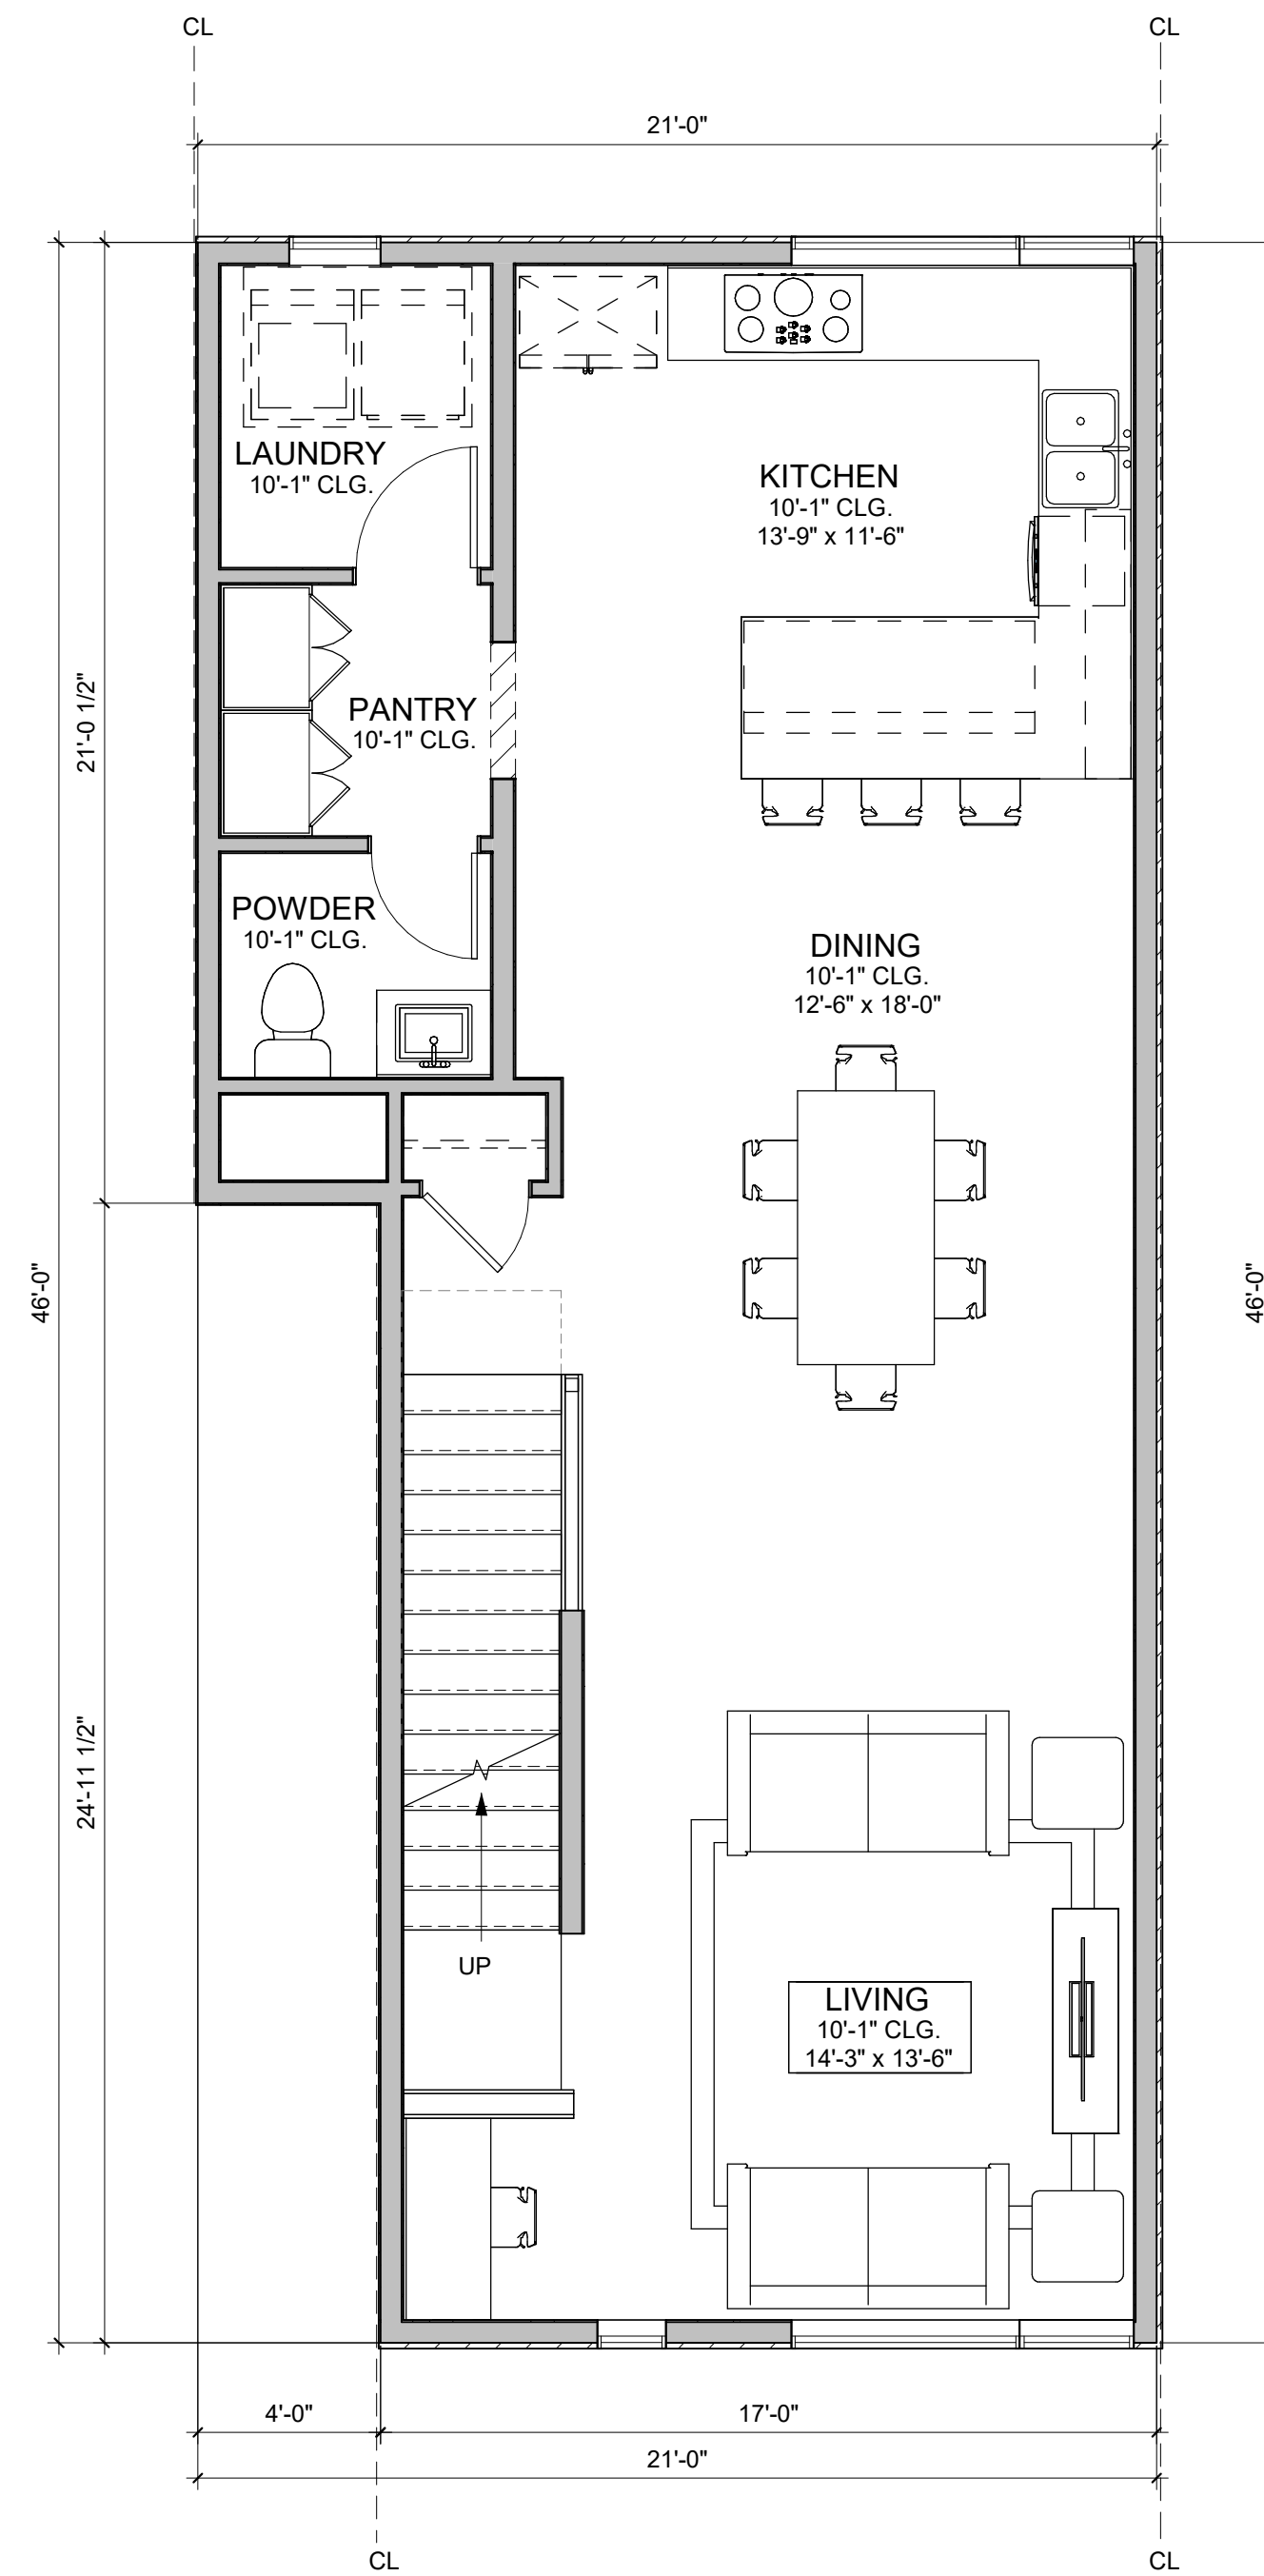 CL
CL
21'-0"
LAUNDRY
10'-1" CLG.
KITCHEN
10'-1" CLG.
13'-9" x 11'-6"
21'-0 1/2"
PANTRY
10'-1" CLG.
POWDER
10'-1" CLG.
DINING
10'-1" CLG.
12'-6" x 18'-0"
46'-0"
46'-0"
24'-11 1/2"
UP
LIVING
10'-1" CLG.
14'-3" x 13'-6"
4'-0"
17'-0"
21'-0"
CL
CL